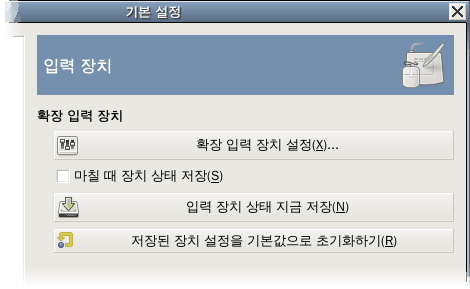 기본 설정
입력 장치
확장 입력 장치
확장 입력 장치 설정(X)...
마칠 때 장치 상태 저장(S)
입력 장치 상태 지금 저장(N)
저장된 장치 설정을 기본값으로 초기화하기(R)